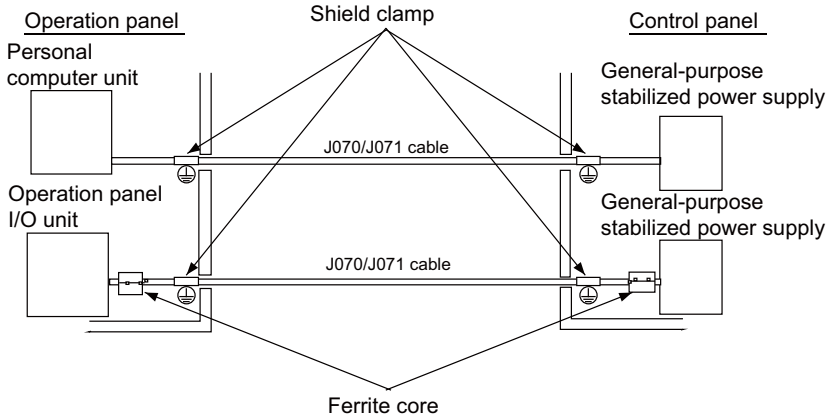 Operation panel
Shield clamp
Control panel
Personal
computer unit
General-purpose
stabilized power supply
J070/J071 cable
Operation panel
I/O unit
General-purpose
stabilized power supply
J070/J071 cable
Ferrite core